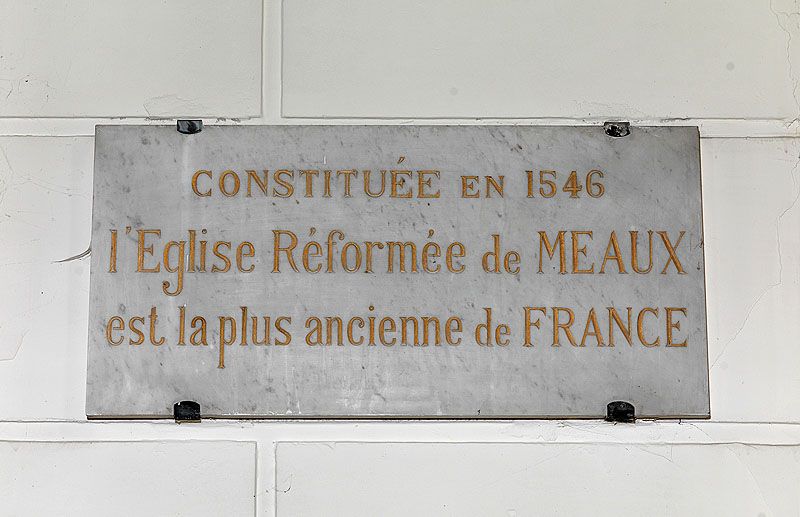 CONSTITUÉE EN 1546
l'Eglise Réformée de MEAUX
est la plus ancienne de FRANCE